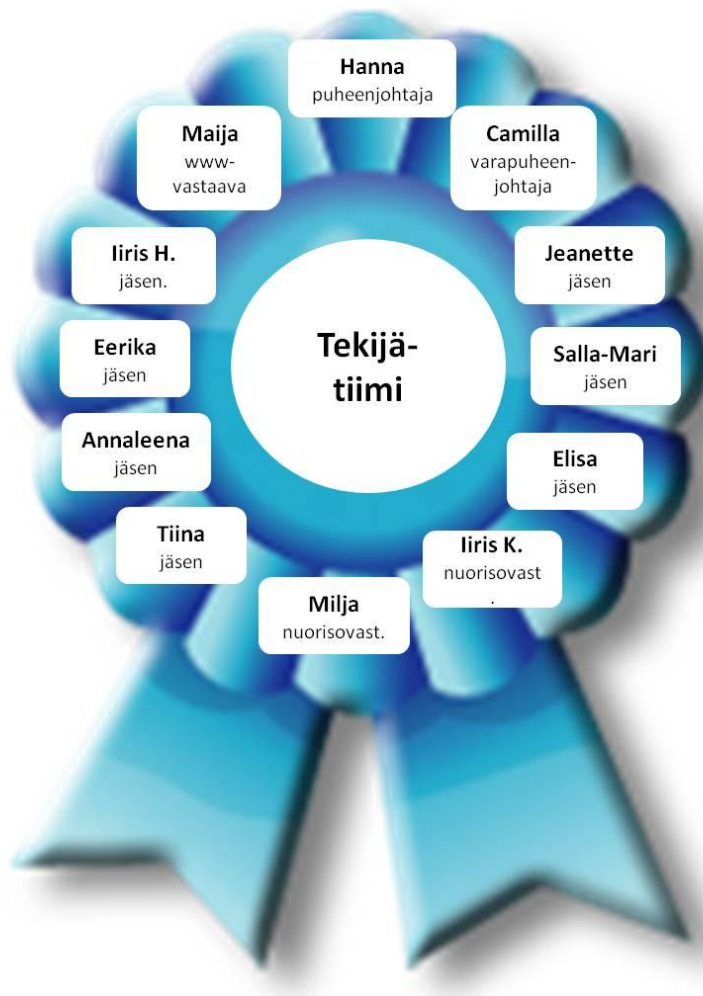 Hanna
puheenjohtaja
Camilla
varapuheen-
johtaja
Jeanette
jäsen
Salla-Mari
jäsen
Elisa
jäsen
Iiris K.
nuorisovast
.
Milja
nuorisovast.
Tiina
jäsen
Annaleena
jäsen
Eerika
jäsen
Iiris H.
jäsen.
Maija
www-
vastaava
Tekijä-
tiimi